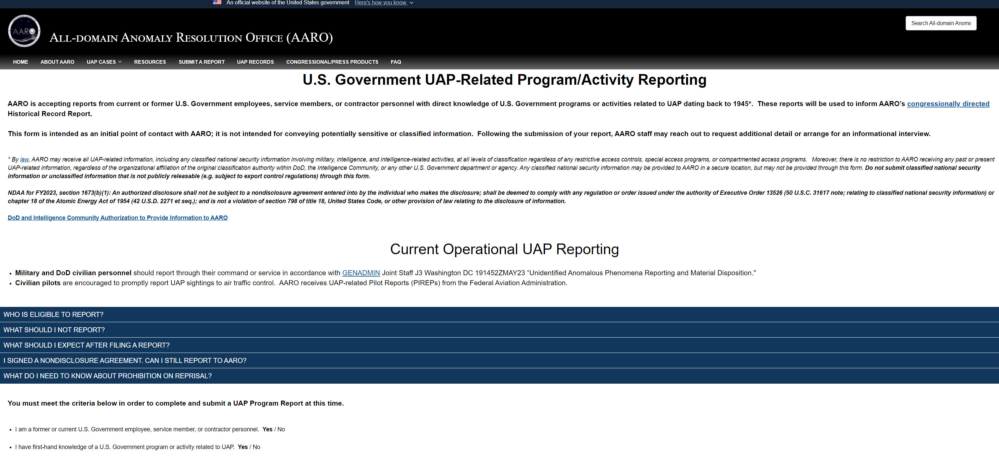 An official website of the United States government Here's how you know
AARO
All-domain Anomaly Resolution Office (AARO)
Search All-domain Anoma
HOME ABOUT AARO UAP CASES RESOURCES SUBMIT A REPORT UAP RECORDS CONGRESSIONAL/PRESS PRODUCTS FAQ
U.S. Government UAP-Related Program/Activity Reporting
AARO is accepting reports from current or former U.S. Government employees, service members, or contractor personnel with direct knowledge of U.S. Government programs or activities related to UAP dating back to 1945*.  These reports will be used to inform AARO’s congressionally directed
Historical Record Report.
This form is intended as an initial point of contact with AARO; it is not intended for conveying potentially sensitive or classified information.  Following the submission of your report, AARO staff may reach out to request additional detail or arrange for an informational interview.
* By law, AARO may receive all UAP-related information, including any classified national security information involving military, intelligence, and intelligence-related activities, at all levels of classification regardless of any restrictive access controls, special access programs, or compartmented access programs.   Moreover, there is no restriction to AARO receiving any past or present
UAP-related information, regardless of the organizational affiliation of the original classification authority within DoD, the Intelligence Community, or any other U.S. Government department or agency. Any classified national security information may be provided to AARO in a secure location, but may not be provided through this form. Do not submit classified national security
information or unclassified information that is not publicly releasable (e.g. subject to export control regulations) through this form.
NDAA for FY2023, section 1673(b)(1): An authorized disclosure shall not be subject to a nondisclosure agreement entered into by the individual who makes the disclosure; shall be deemed to comply with any regulation or order issued under the authority of Executive Order 13526 (50 U.S.C. 31617 note; relating to classified national security information) or
chapter 18 of the Atomic Energy Act of 1954 (42 U.S.D. 2271 et seq.); and is not a violation of section 798 of title 18, United States Code, or other provision of law relating to the disclosure of information.
DoD and Intelligence Community Authorization to Provide Information to AARO
Current Operational UAP Reporting
• Military and DoD civilian personnel should report through their command or service in accordance with GENADMIN Joint Staff J3 Washington DC 191452ZMAY23 “Unidentified Anomalous Phenomena Reporting and Material Disposition."
• Civilian pilots are encouraged to promptly report UAP sightings to air traffic control.  AARO receives UAP-related Pilot Reports (PIREPs) from the Federal Aviation Administration.
WHO IS ELIGIBLE TO REPORT?
WHAT SHOULD I NOT REPORT?
WHAT SHOULD I EXPECT AFTER FILING A REPORT?
I SIGNED A NONDISCLOSURE AGREEMENT. CAN I STILL REPORT TO AARO?
WHAT DO I NEED TO KNOW ABOUT PROHIBITION ON REPRISAL?
You must meet the criteria below in order to complete and submit a UAP Program Report at this time.
• I am a former or current U.S. Government employee, service member, or contractor personnel.  Yes / No
• I have first-hand knowledge of a U.S. Government program or activity related to UAP.  Yes / No